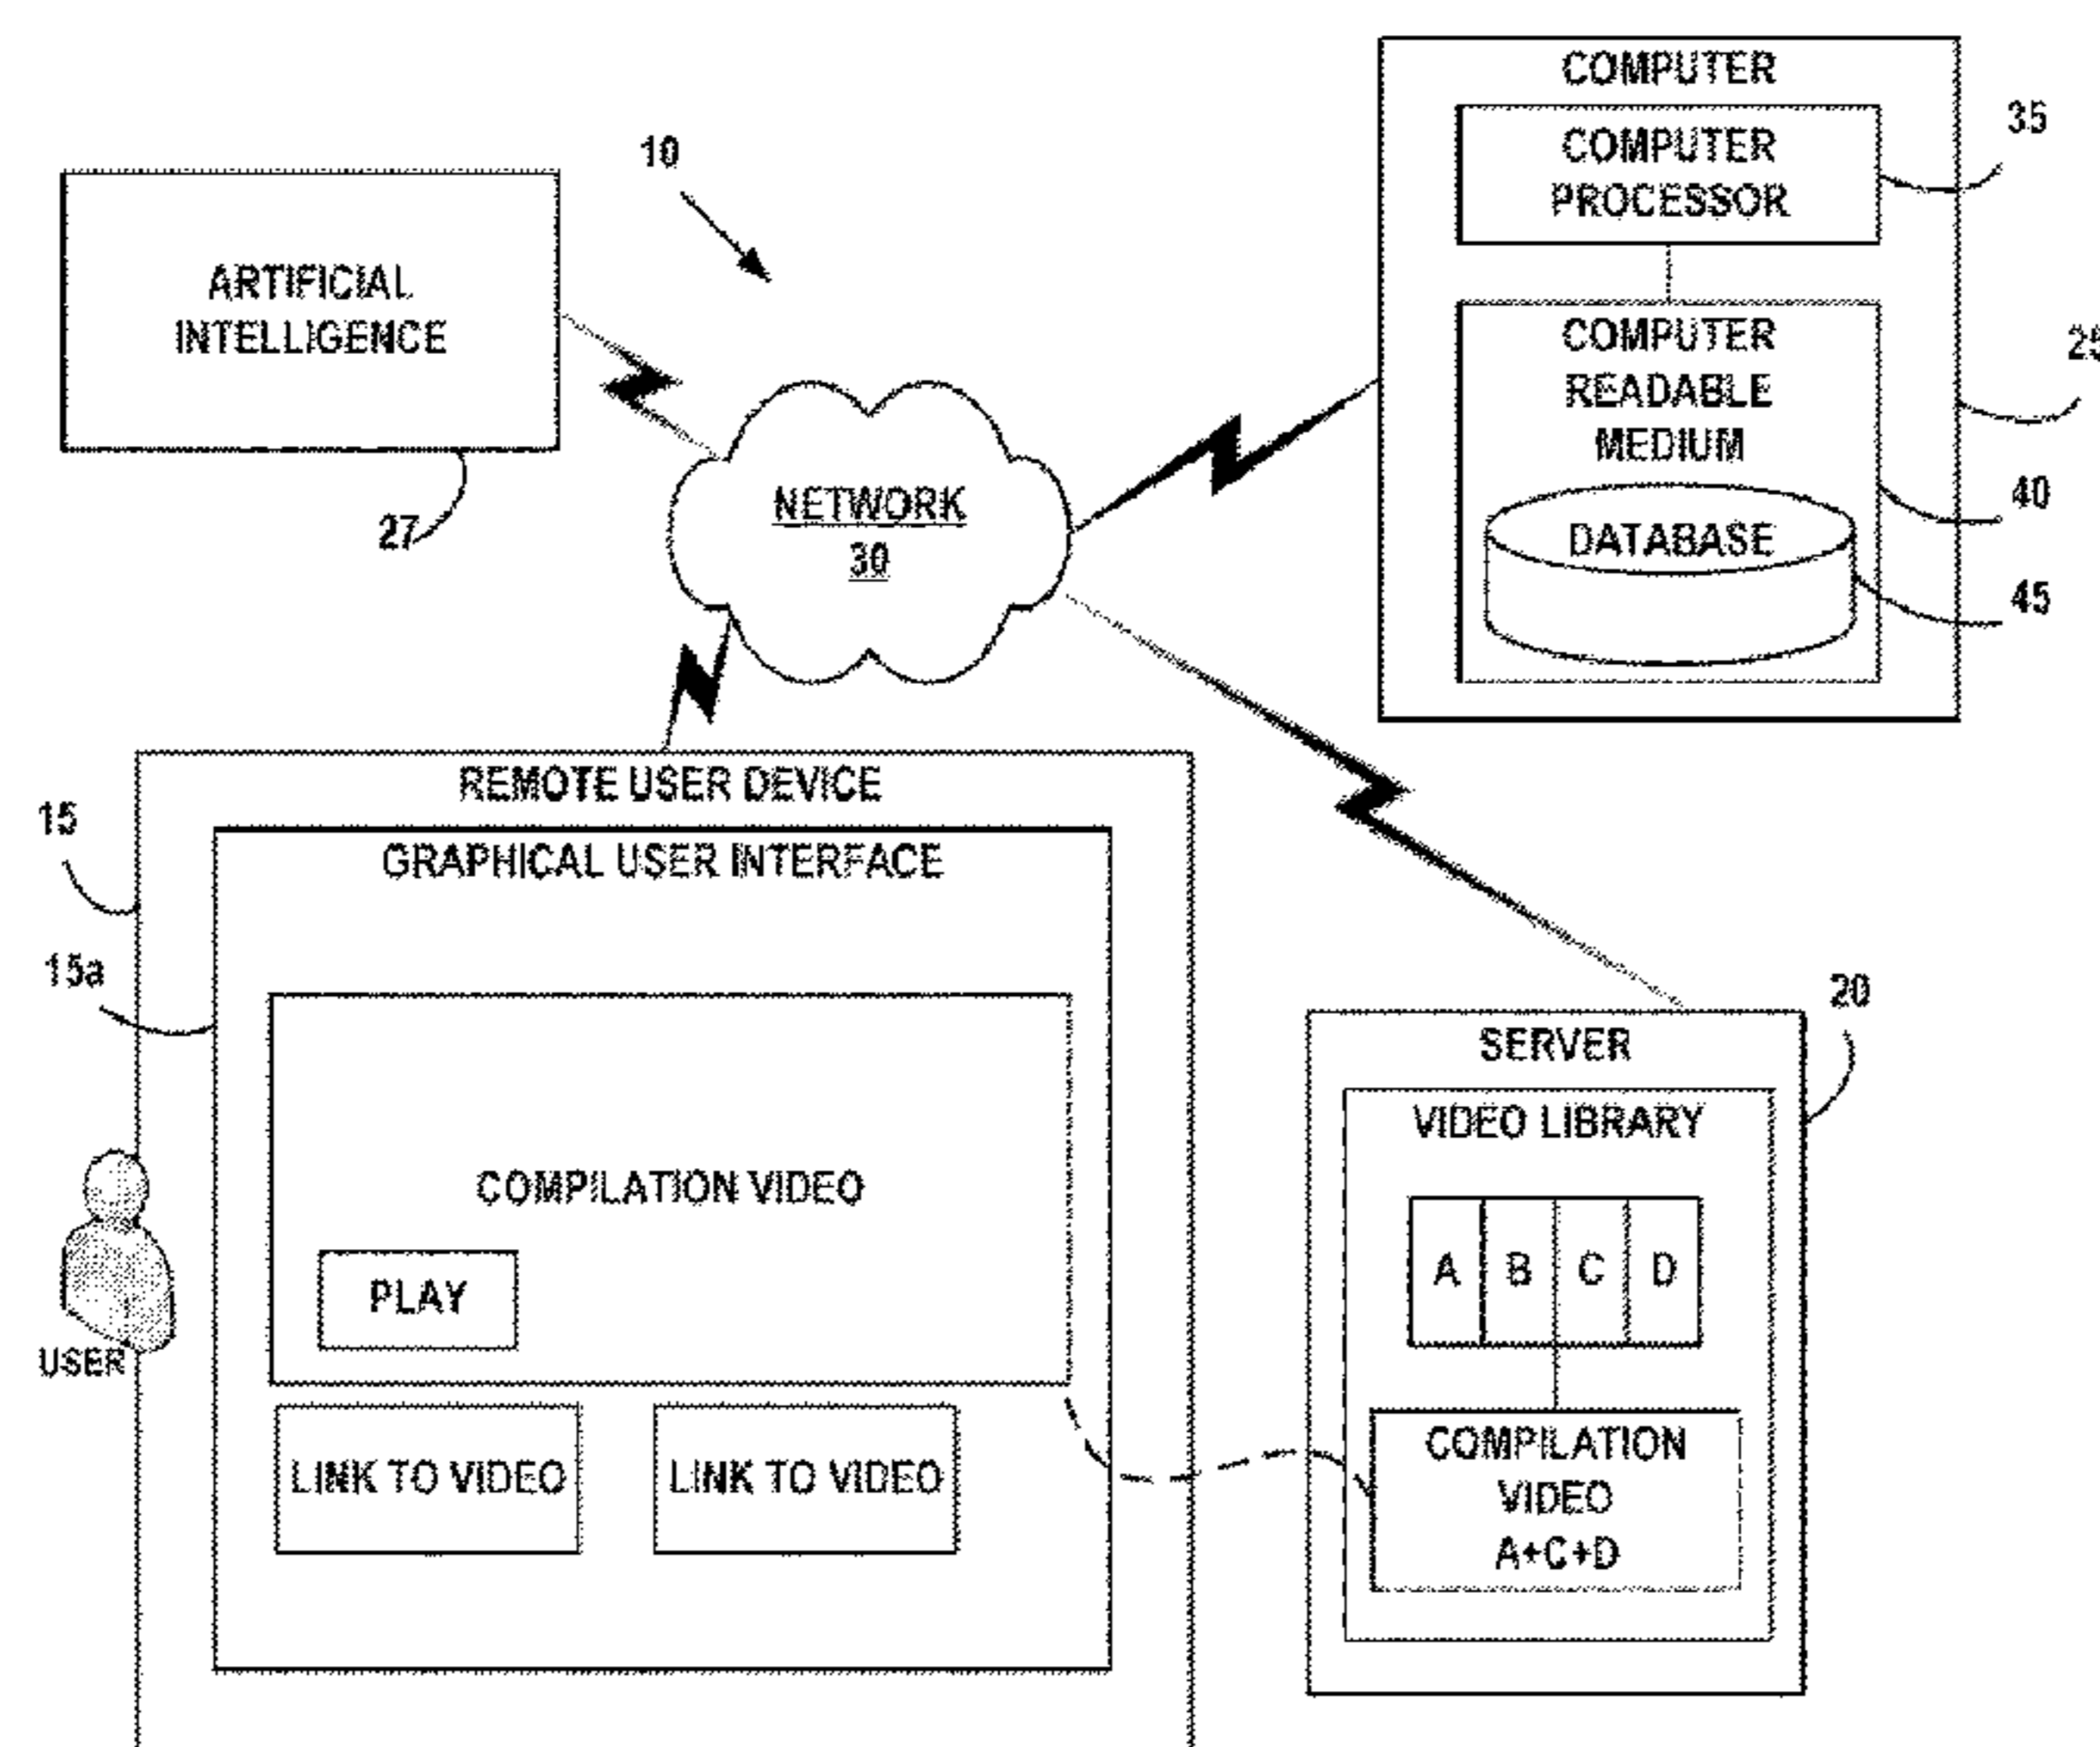 COMPUTER
COMPUTER
PROCESSOR
35
10
ARTIFICIAL
INTELLIGENCE
27
COMPUTER
READABLE
MEDIUM
25
40
DATABASE
45
NETWORK
30
REMOTE USER DEVICE
15
GRAPHICAL USER INTERFACE
15a
COMPILATION VIDEO
PLAY
USER
LINK TO VIDEO
LINK TO VIDEO
20
SERVER
VIDEO LIBRARY
A B C D
COMPILATION
VIDEO
A+C+D